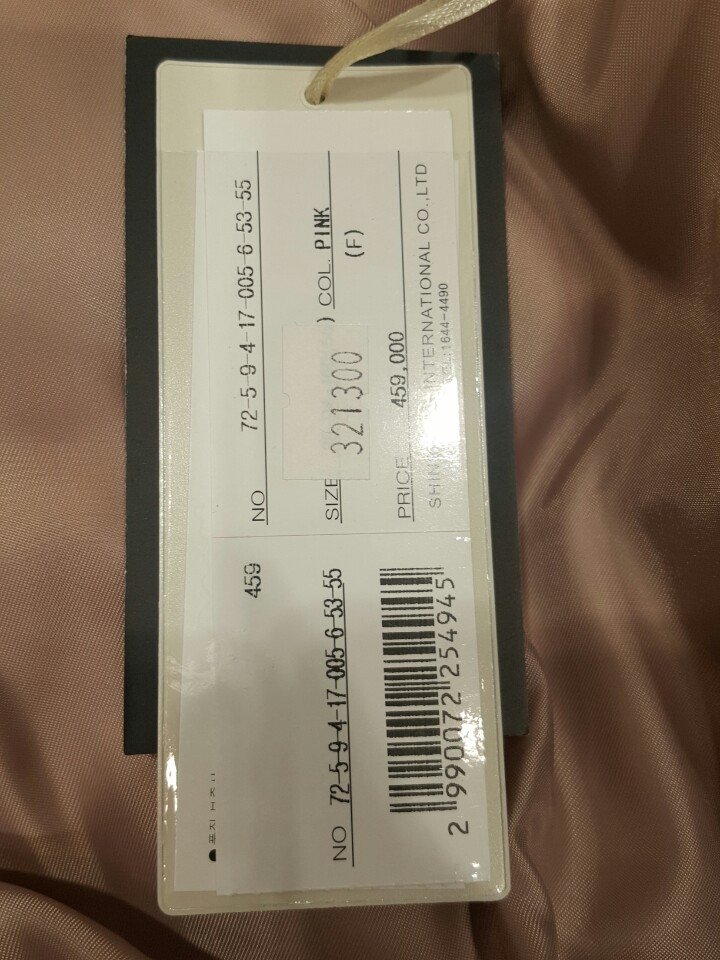 NO 72-5-9-4-17-005 6 53-55
SIZE ) COL. PINK
(F)
321300
PRICE 459,000
INTERNATIONAL CO.,LTD
:1644-4490
459
NO 72-5-9-4-17-005-6-53-55
2 990072 254945